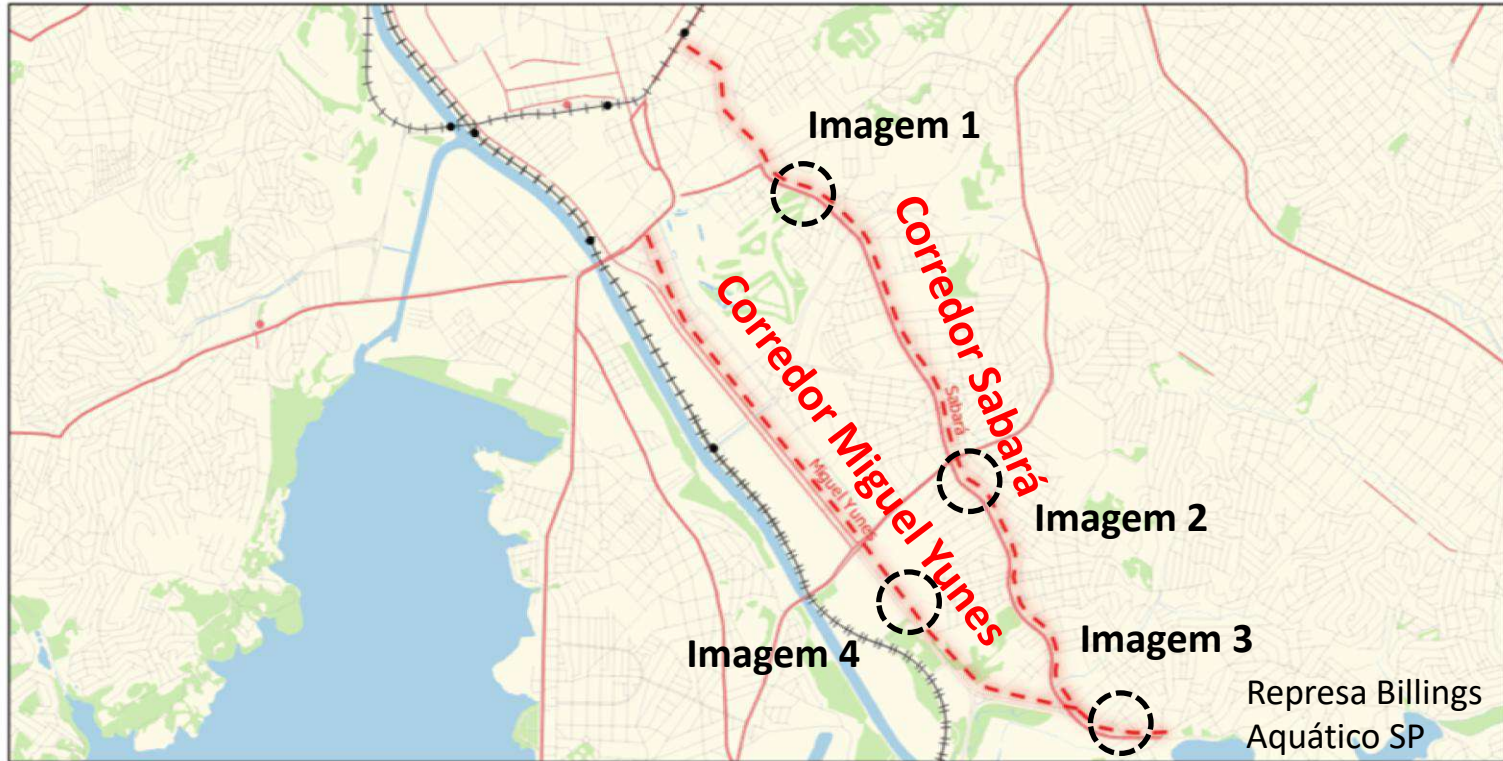 Imagem 1
Corredor Sabará
Corredor Miguel Yunes
Sabará
Miguel Yunes
Imagem 2
Imagem 3
Imagem 4
Represa Billings
Aquático SP